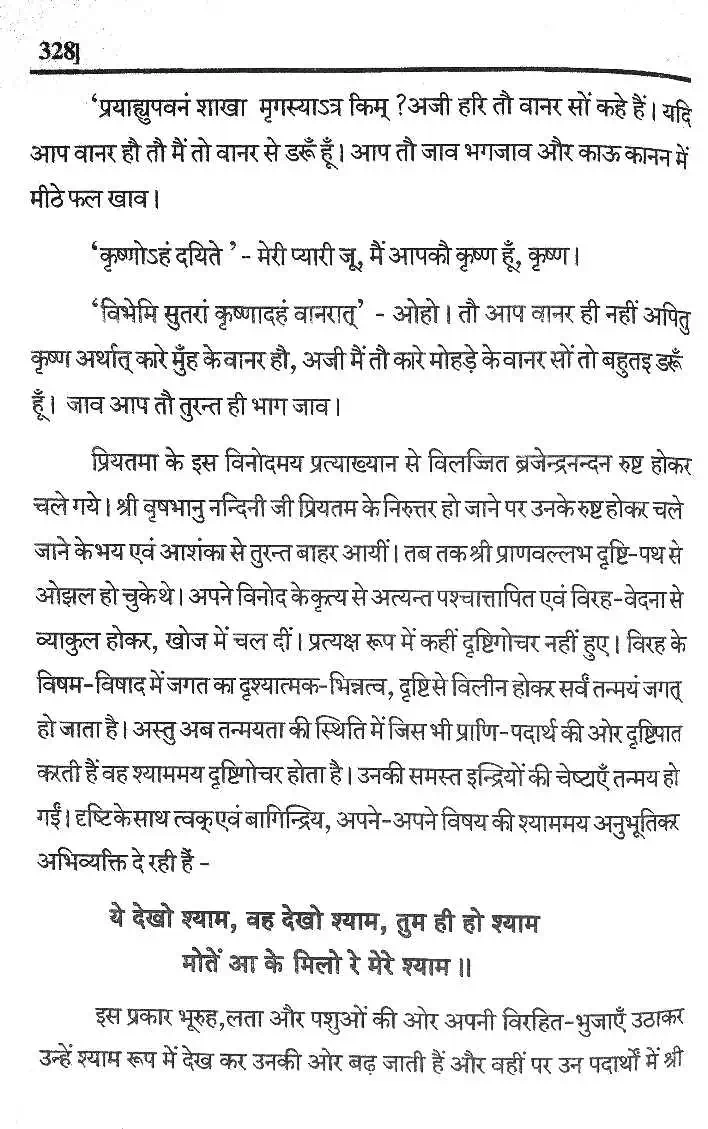 328]
‘प्रयाह्युपवनं शाखा मृगस्याऽत्र किम् ?अजी हरि तौ वानर सों कहे हैं। यदि
आप वानर हौ तौ मैं तो वानर से डरूँ हूँ। आप तौ जाव भगजाव और काऊ कानन में
मीठे फल खाव।
‘कृष्णोऽहं दयिते ’ - मेरी प्यारी जू, मैं आपकौ कृष्ण हूँ, कृष्ण।
‘विभेमि सुतरां कृष्णादहं वानरात्’ - ओहो। तौ आप वानर ही नहीं अपितु
कृष्ण अर्थात् कारे मुँह के वानर हौ, अजी मैं तौ कारे मोहड़े के वानर सों तो बहुतइ डरूँ
हूँ। जाव आप तौ तुरन्त ही भाग जाव।
प्रियतमा के इस विनोदमय प्रत्याख्यान से विलज्जित ब्रजेन्द्रनन्दन रुष्ट होकर
चले गये। श्री वृषभानु नन्दिनी जी प्रियतम के निरुत्तर हो जाने पर उनके रुष्ट होकर चले
जाने के भय एवं आशंका से तुरन्त बाहर आयीं। तब तक श्री प्राणवल्लभ दृष्टि-पथ से
ओझल हो चुके थे। अपने विनोद के कृत्य से अत्यन्त पश्चात्तापित एवं विरह-वेदना से
व्याकुल होकर, खोज में चल दीं। प्रत्यक्ष रूप में कहीं दृष्टिगोचर नहीं हुए। विरह के
विषम-विषाद में जगत का दृश्यात्मक-भिन्नत्व, दृष्टि से विलीन होकर सर्वं तन्मयं जगत्
हो जाता है। अस्तु अब तन्मयता की स्थिति में जिस भी प्राणि-पदार्थ की ओर दृष्टिपात
करती हैं वह श्याममय दृष्टिगोचर होता है। उनकी समस्त इन्द्रियों की चेष्टाएँ तन्मय हो
गईं। दृष्टि के साथ त्वक् एवं बागिन्द्रिय, अपने-अपने विषय की श्याममय अनुभूतिकर
अभिव्यक्ति दे रही हैं -
ये देखो श्याम, वह देखो श्याम, तुम ही हो श्याम
मोतें आ के मिलो रे मेरे श्याम॥
इस प्रकार भूरुह,लता और पशुओं की ओर अपनी विरहित-भुजाएँ उठाकर
उन्हें श्याम रूप में देख कर उनकी ओर बढ़ जाती हैं और वहीं पर उन पदार्थों में श्री